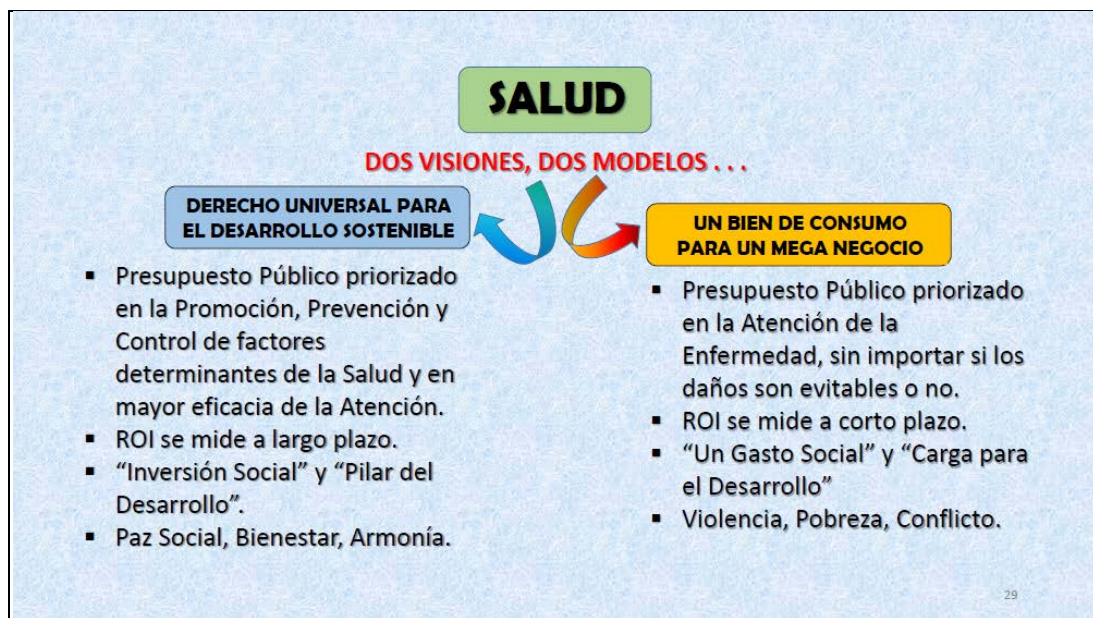 SALUD
DOS VISIONES, DOS MODELOS . . .
DERECHO UNIVERSAL PARA
EL DESARROLLO SOSTENIBLE
▪ Presupuesto Público priorizado
en la Promoción, Prevención y
Control de factores
determinantes de la Salud y en
mayor eficacia de la Atención.
▪ ROI se mide a largo plazo.
▪ “Inversión Social” y “Pilar del
Desarrollo”.
▪ Paz Social, Bienestar, Armonía.
UN BIEN DE CONSUMO
PARA UN MEGA NEGOCIO
▪ Presupuesto Público priorizado
en la Atención de la
Enfermedad, sin importar si los
daños son evitables o no.
▪ ROI se mide a corto plazo.
▪ “Un Gasto Social” y “Carga para
el Desarrollo”
▪ Violencia, Pobreza, Conflicto.
29